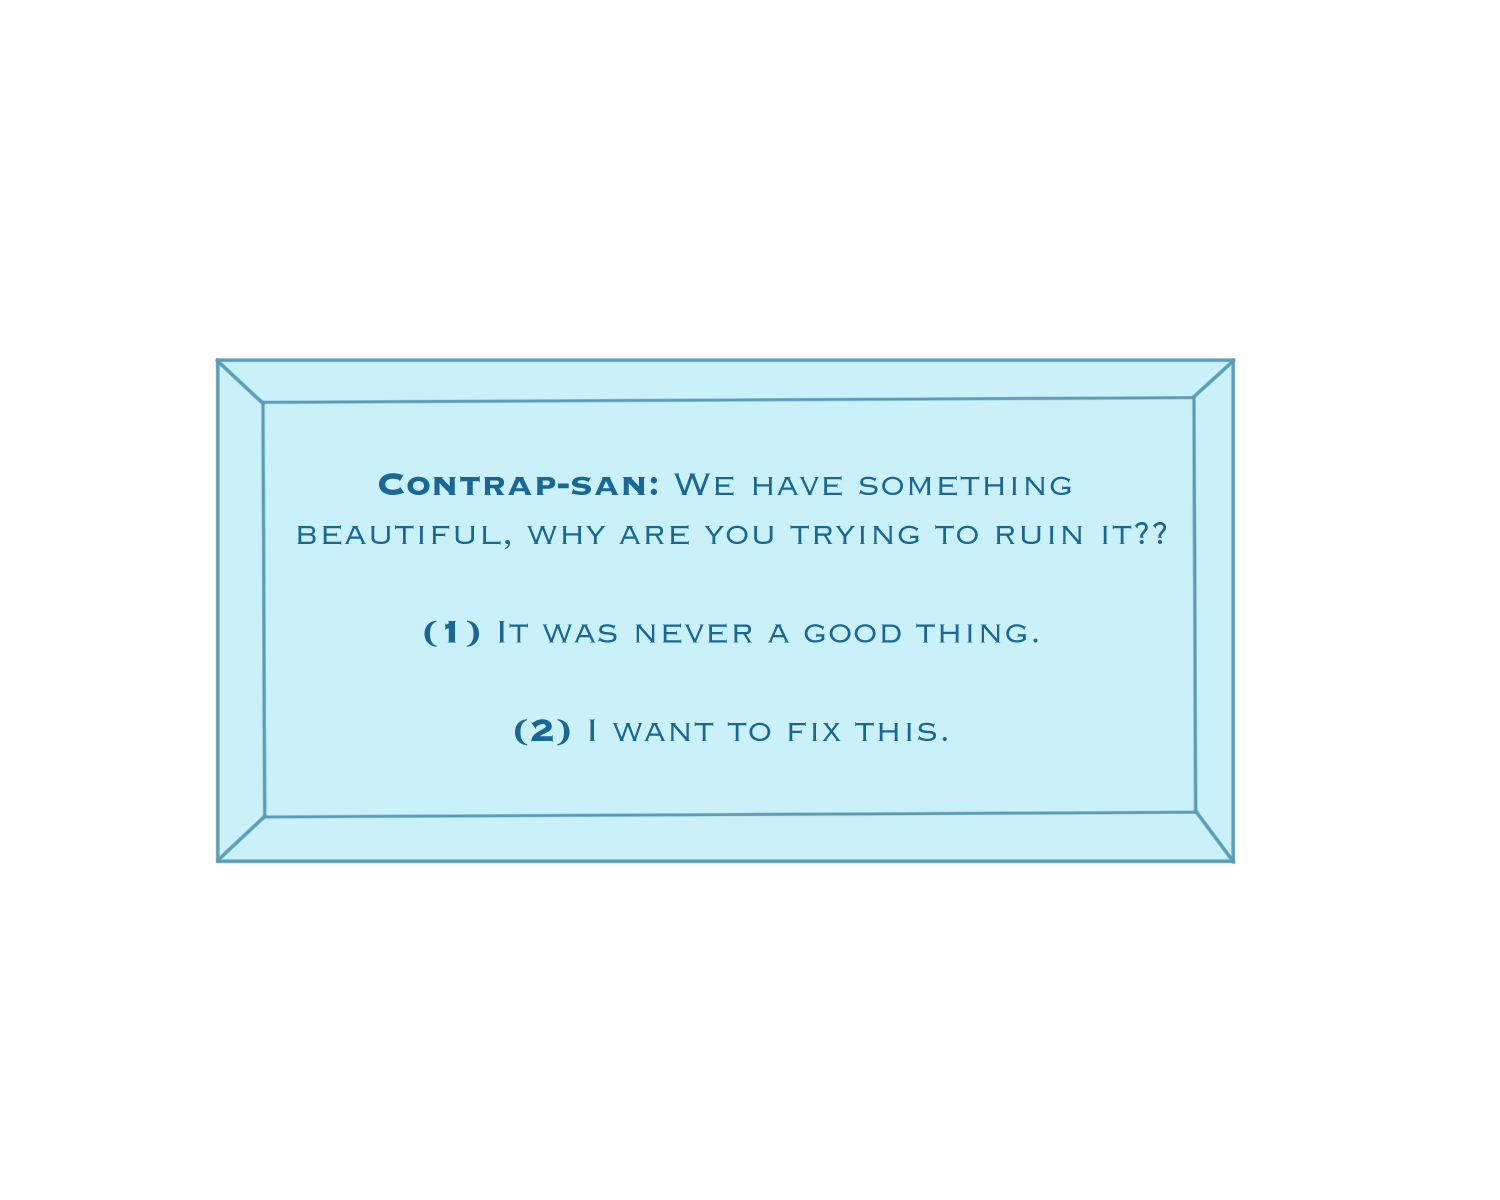 Contrap-san: We have something
beautiful, why are you trying to ruin it??
(1) It was never a good thing.
(2) I want to fix this.